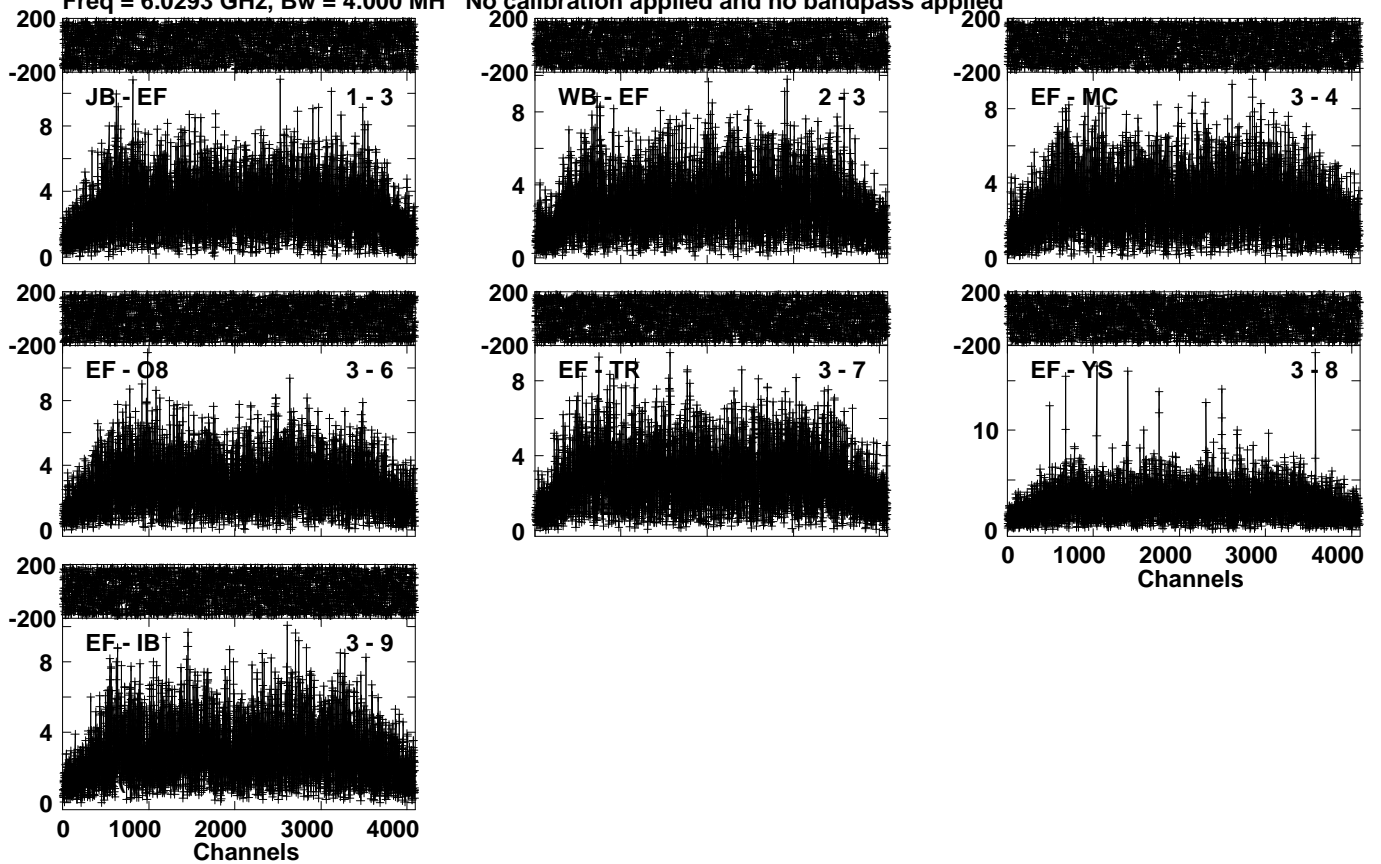 Freq = 6.0293 GHz, Bw = 4.000 MH No calibration applied and no bandpass applied
200 200 200
-200 -200 -200
JB - EF 1 - 3 WB - EF 2 - 3 EF - MC 3 - 4
8 8 8
4 4 4
0 0 0
200 200 200
-200 -200 -200
EF - O8 3 - 6 EF - TR 3 - 7 EF - YS 3 - 8
8 8 10
4 4
0 0 0
0 1000 2000 3000 4000
Channels
200
-200
EF - IB 3 - 9
8
4
0
0 1000 2000 3000 4000
Channels